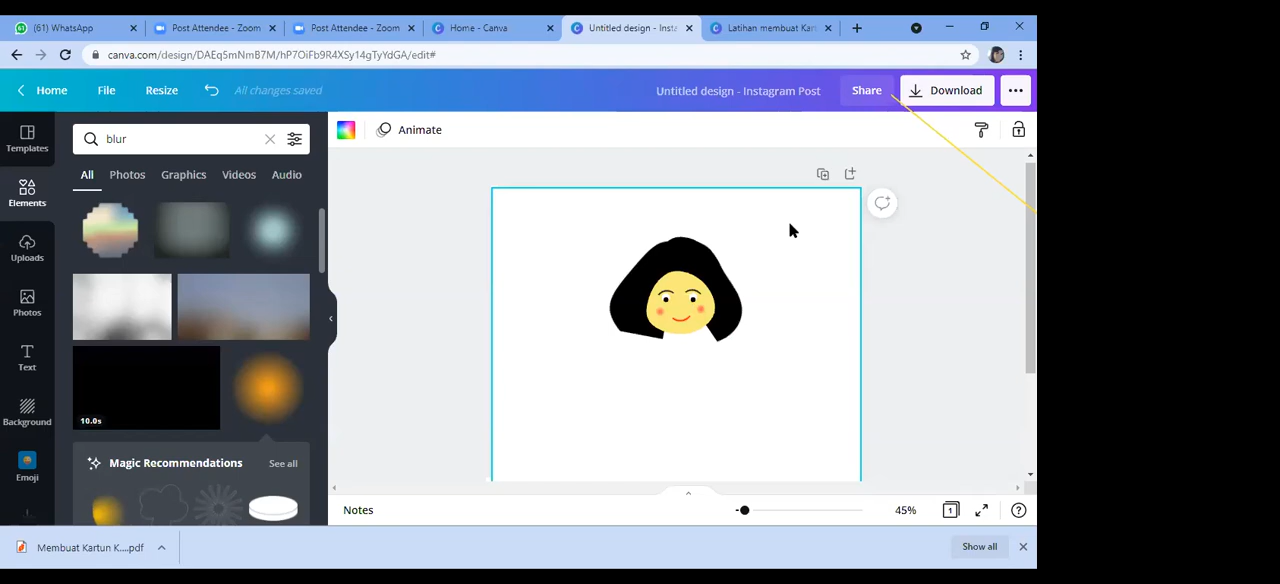 (61) WhatsApp
Post Attendee - Zoom
Post Attendee - Zoom
Home - Canva
Untitled design - Insta
Latihan membuat Kart
canva.com/design/DAEq5mNmB7M/hP7OiFb9R4XSy14gTyYdGA/edit#
Home
File
Resize
All changes saved
Untitled design - Instagram Post
Share
Download
Templates
Elements
Uploads
Photos
Text
Background
Emoji
blur
All
Photos
Graphics
Videos
Audio
10.0s
Magic Recommendations
See all
Animate
Notes
45%
1
Membuat Kartun K....pdf
Show all